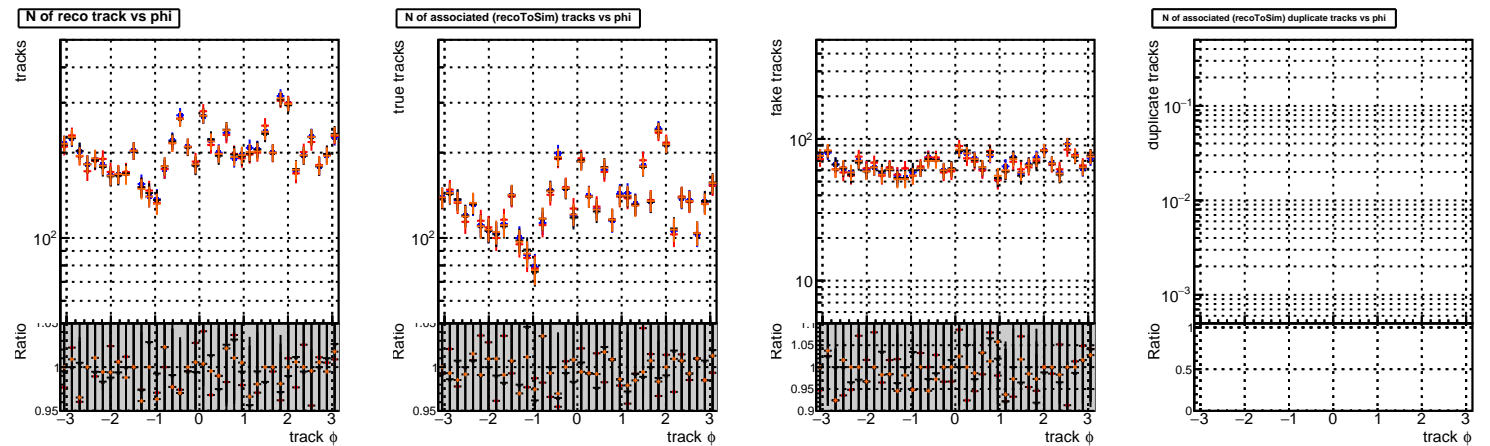 N of reco track vs phi
tracks
10²
Ratio
1.05
1
0.95
−3 −2 −1 0 1 2 3
track ϕ
N of associated (recoToSim) tracks vs phi
true tracks
10²
Ratio
1.05
1
0.95
−3 −2 −1 0 1 2 3
track ϕ
fake tracks
10²
10
Ratio
1.1
1.05
1
0.95
0.9
−3 −2 −1 0 1 2 3
track ϕ
N of associated (recoToSim) duplicate tracks vs phi
duplicate tracks
10⁻¹
10⁻²
10⁻³
Ratio
1
0.5
0
−3 −2 −1 0 1 2 3
track ϕ